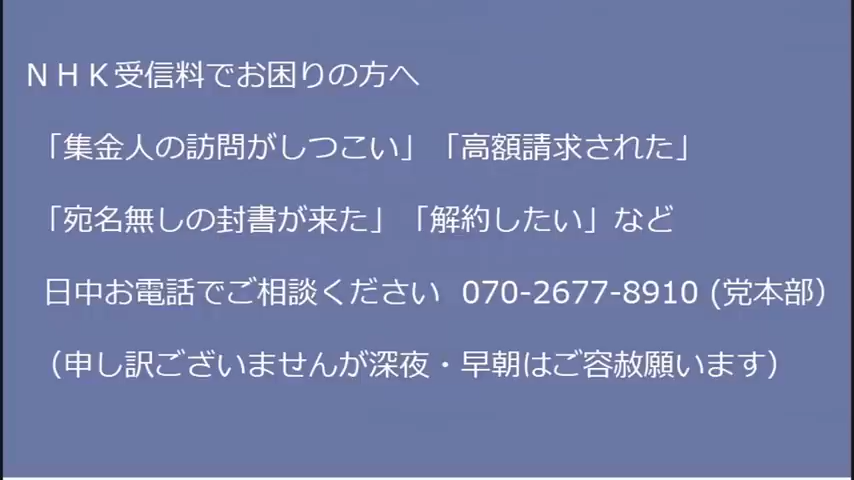 ＮＨＫ受信料でお困りの方へ
「集金人の訪問がしつこい」「高額請求された」
「宛名無しの封書が来た」「解約したい」など
日中お電話でご相談ください 070-2677-8910 (党本部）
（申し訳ございませんが深夜・早朝はご容赦願います）